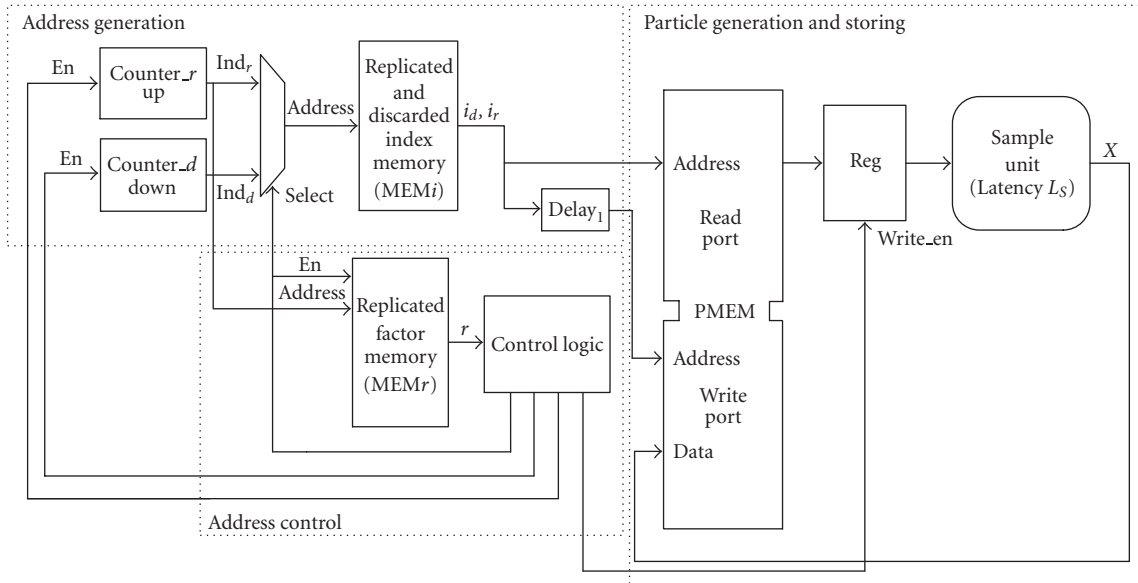 Address generation
Particle generation and storing
En
Counter_r
up
Ind_r
Address
Replicated
and
discarded
index
memory
(MEMi)
i_d, i_r
En
Counter_d
down
Ind_d
Select
Delay_1
Address
Read
port
PMEM
Address
Write
port
Data
Reg
Write_en
Sample
unit
(Latency L_S)
X
En
Address
Replicated
factor
memory
(MEMr)
r
Control logic
Address control